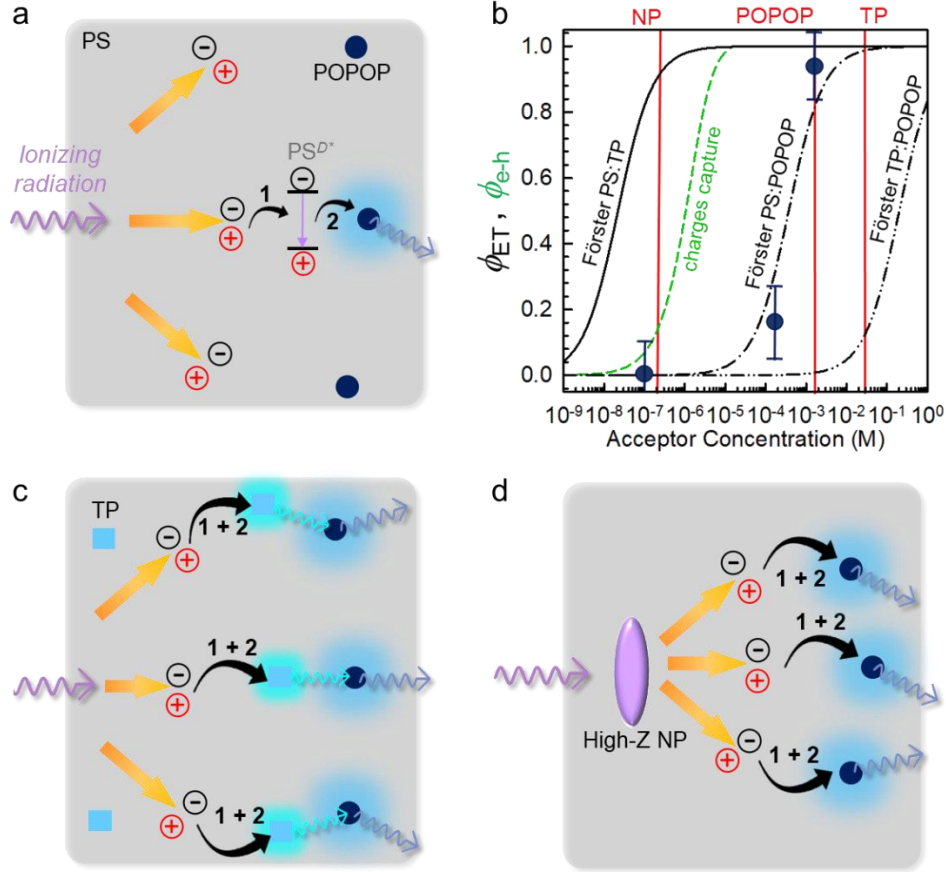 a
PS
POPOP
Ionizing
radiation
PS^D*
1
2
b
NP POPOP TP
ϕET , ϕe-h
1.0
0.8
0.6
0.4
0.2
0.0
Förster PS:TP
charges capture
Förster PS:POPOP
Förster TP:POPOP
10⁻⁹ 10⁻⁸ 10⁻⁷ 10⁻⁶ 10⁻⁵ 10⁻⁴ 10⁻³ 10⁻² 10⁻¹ 10⁰
Acceptor Concentration (M)
c
TP
1 + 2
1 + 2
1 + 2
d
High-Z NP
1 + 2
1 + 2
1 + 2